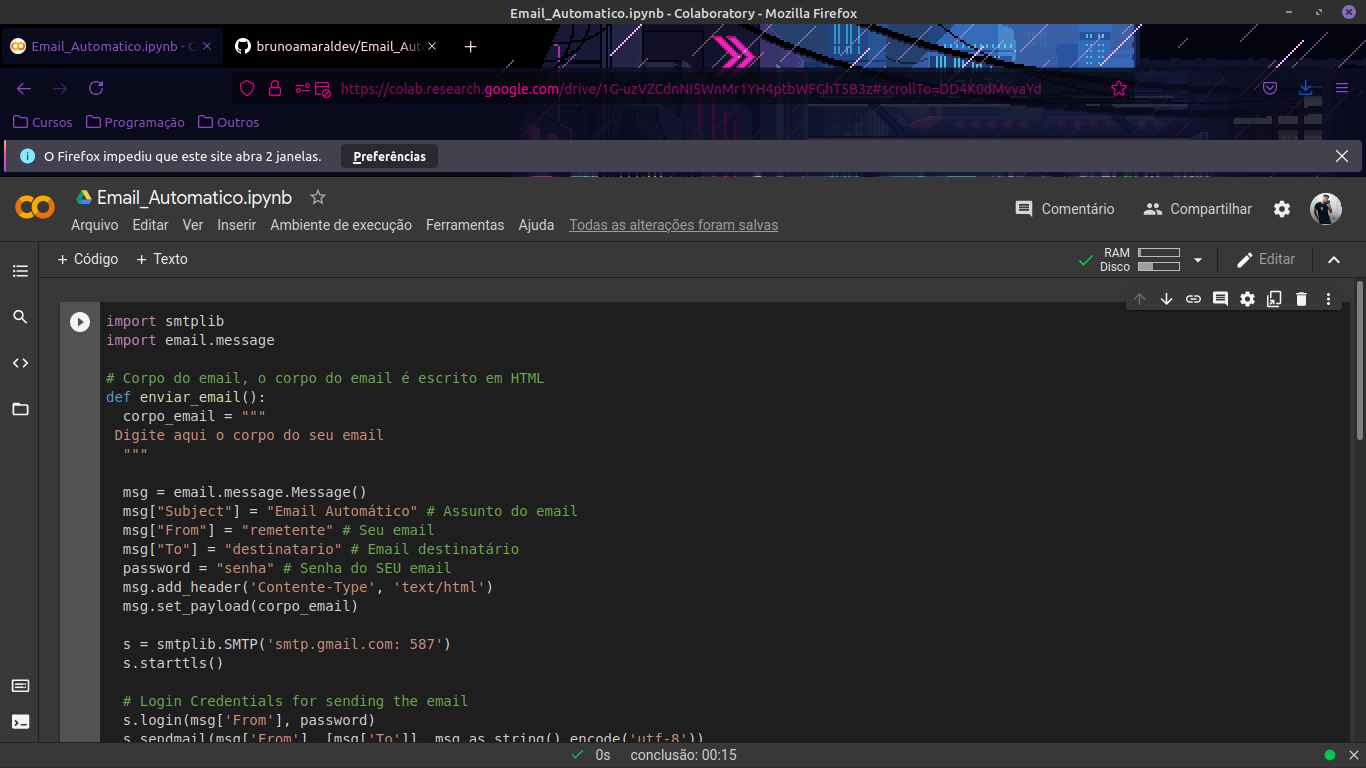 Email_Automatico.ipynb - Colaboratory - Mozilla Firefox
Email_Automatico.ipynb - C
brunoamaraldev/Email_Aut
https://colab.research.google.com/drive/1G-uzVZCdnNI5WnMr1YH4ptbWFGhT5B3z#scrollTo=DD4K0dMvvaYd
Cursos Programação Outros
O Firefox impediu que este site abra 2 janelas. Preferências
Email_Automatico.ipynb
Arquivo Editar Ver Inserir Ambiente de execução Ferramentas Ajuda Todas as alterações foram salvas
Comentário Compartilhar
+ Código + Texto
RAM
Disco
Editar
import smtplib
import email.message
# Corpo do email, o corpo do email é escrito em HTML
def enviar_email():
corpo_email = """
Digite aqui o corpo do seu email
"""
msg = email.message.Message()
msg["Subject"] = "Email Automático" # Assunto do email
msg["From"] = "remetente" # Seu email
msg["To"] = "destinatario" # Email destinatário
password = "senha" # Senha do SEU email
msg.add_header('Contente-Type', 'text/html')
msg.set_payload(corpo_email)
s = smtplib.SMTP('smtp.gmail.com: 587')
s.starttls()
# Login Credentials for sending the email
s.login(msg['From'], password)
s.sendmail(msg['From'], [msg['To']], msg.as_string().encode('utf-8'))
0s conclusão: 00:15